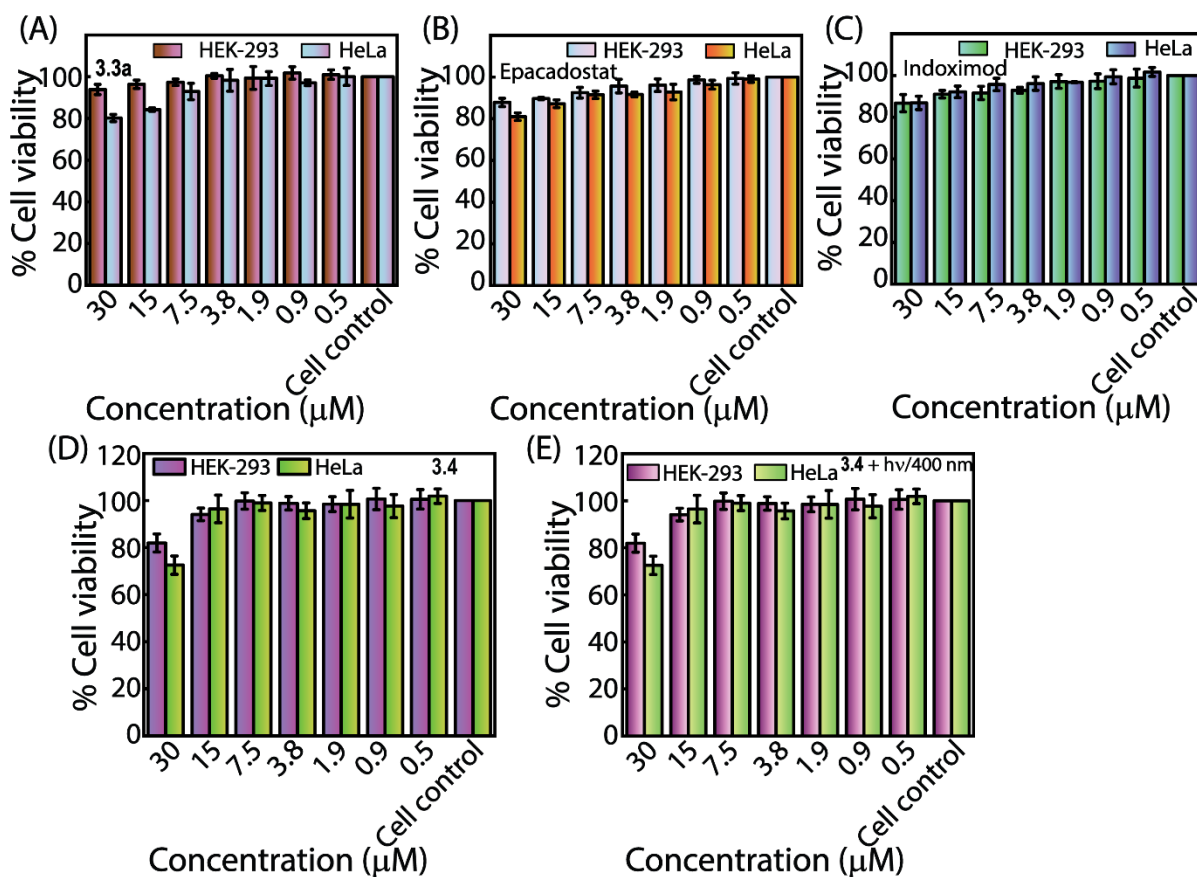 (A)
HEK-293 HeLa
3.3a
100
80
60
40
20
0
% Cell viability
30 15 7.5 3.8 1.9 0.9 0.5 Cell control
Concentration (μM)
(B)
HEK-293 HeLa
Epacadostat
100
80
60
40
20
0
% Cell viability
30 15 7.5 3.8 1.9 0.9 0.5 Cell control
Concentration (μM)
(C)
HEK-293 HeLa
Indoximod
100
80
60
40
20
0
% Cell viability
30 15 7.5 3.8 1.9 0.9 0.5 Cell control
Concentration (μM)
(D)
120
HEK-293 HeLa 3.4
100
80
60
40
20
0
% Cell viability
30 15 7.5 3.8 1.9 0.9 0.5 Cell control
Concentration (μM)
(E)
120
HEK-293 HeLa 3.4 + hν/400 nm
100
80
60
40
20
0
% Cell viability
30 15 7.5 3.8 1.9 0.9 0.5 Cell control
Concentration (μM)